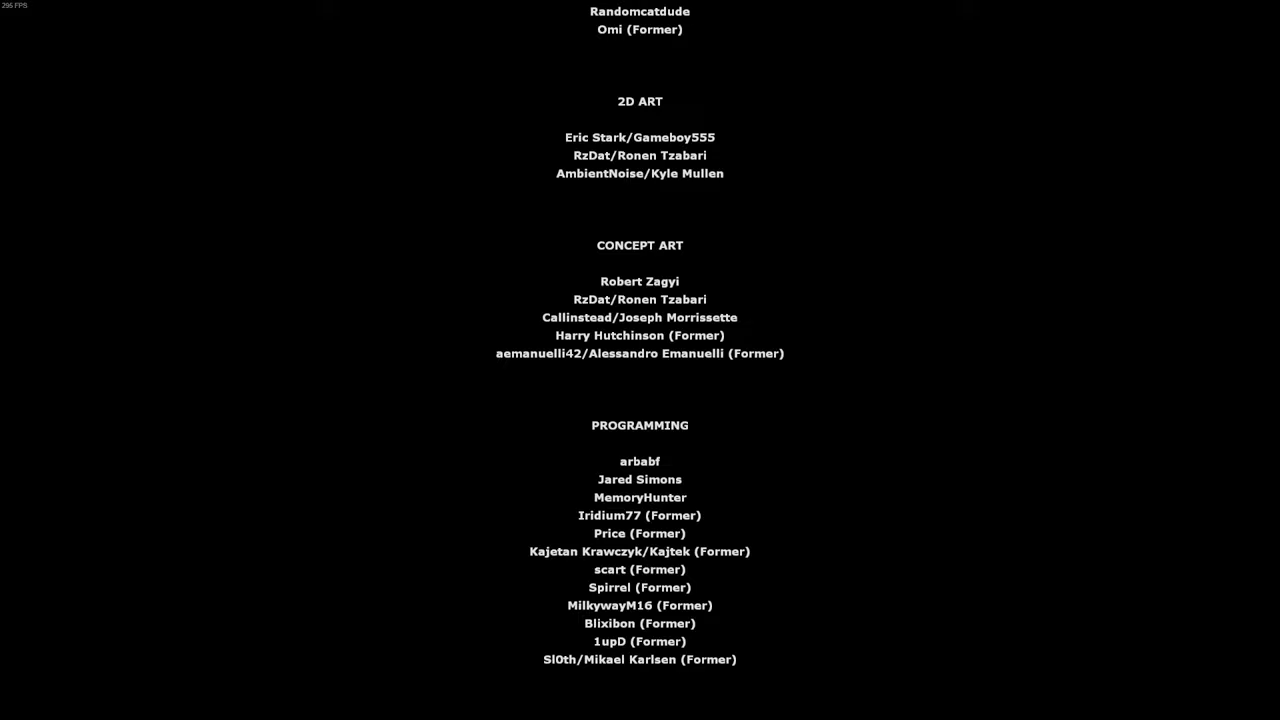 295 FPS
Randomcatdude
Omi (Former)
2D ART
Eric Stark/Gameboy555
RzDat/Ronen Tzabari
AmbientNoise/Kyle Mullen
CONCEPT ART
Robert Zagyi
RzDat/Ronen Tzabari
Callinstead/Joseph Morrissette
Harry Hutchinson (Former)
aemanuelli42/Alessandro Emanuelli (Former)
PROGRAMMING
arbabf
Jared Simons
MemoryHunter
Iridium77 (Former)
Price (Former)
Kajetan Krawczyk/Kajtek (Former)
scart (Former)
Spirrel (Former)
MilkywayM16 (Former)
Blixibon (Former)
1upD (Former)
Sl0th/Mikael Karlsen (Former)